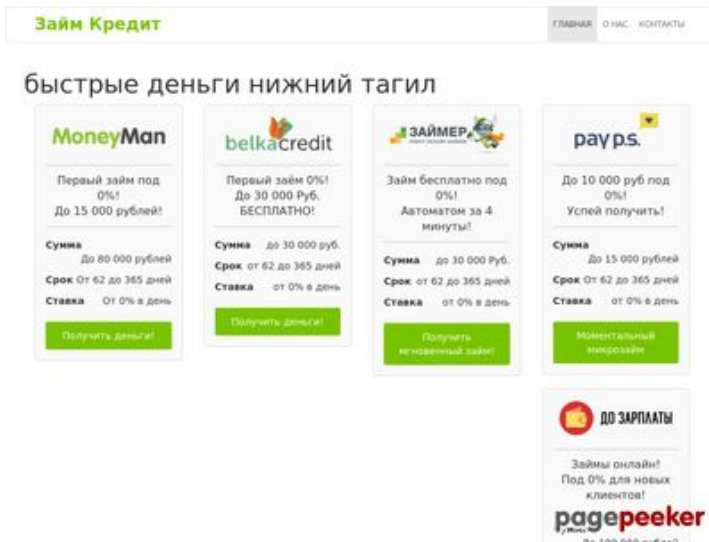 Займ Кредит
ГЛАВНАЯ О НАС КОНТАКТЫ
быстрые деньги нижний тагил
MoneyMan
Первый займ под
0%!
До 15 000 рублей!
Сумма
До 80 000 рублей
Срок От 62 до 365 дней
Ставка От 0% в день
Получить деньги!
belkacredit
Первый заём 0%!
До 30 000 Руб.
БЕСПЛАТНО!
Сумма до 30 000 руб.
Срок от 62 до 365 дней
Ставка от 0% в день
Получить деньги!
ЗАЙМЕР
Займ бесплатно под
0%!
Автоматом за 4
минуты!
Сумма до 30 000 Руб.
Срок от 62 до 365 дней
Ставка от 0% в день
Получить
мгновенный займ!
pay p.s.
До 10 000 руб под
0%!
Успей получить!
Сумма
До 15 000 рублей
Срок От 62 до 365 дней
Ставка От 0% в день
Моментальный
микрозайм
ДО ЗАРПЛАТЫ
Займы онлайн!
Под 0% для новых
клиентов!
pagepeeker